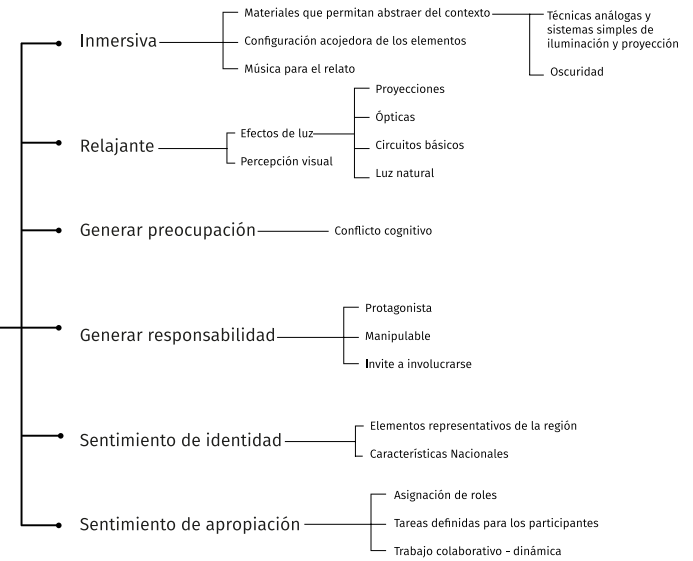 Inmersiva
Materiales que permitan abstraer del contexto
Técnicas análogas y
sistemas simples de
iluminación y proyección
Oscuridad
Configuración acojedora de los elementos
Música para el relato
Relajante
Efectos de luz
Proyecciones
Ópticas
Circuitos básicos
Luz natural
Percepción visual
Generar preocupación
Conflicto cognitivo
Generar responsabilidad
Protagonista
Manipulable
Invite a involucrarse
Sentimiento de identidad
Elementos representativos de la región
Características Nacionales
Sentimiento de apropiación
Asignación de roles
Tareas definidas para los participantes
Trabajo colaborativo - dinámica